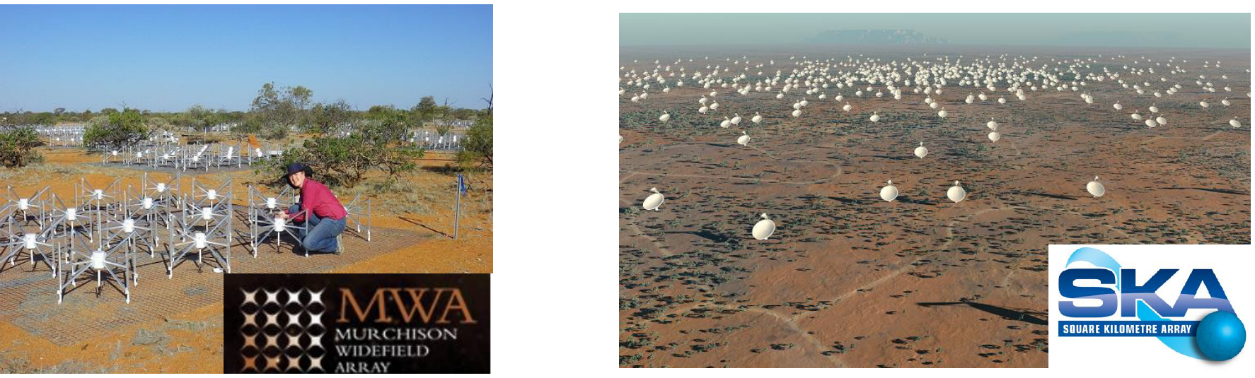 MWA
MURCHISON
WIDEFIELD
ARRAY
SKA
SQUARE KILOMETRE ARRAY